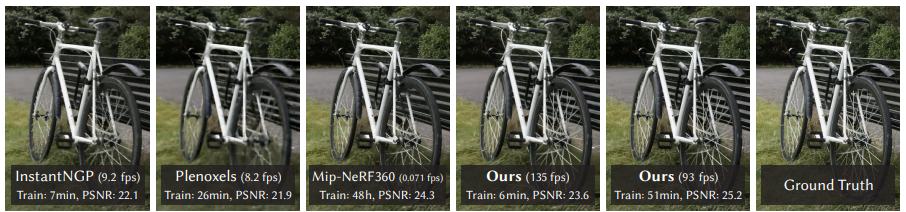 InstantNGP (9.2 fps)
Train: 7min, PSNR: 22.1
Plenoxels (8.2 fps)
Train: 26min, PSNR: 21.9
Mip-NeRF360 (0.071 fps)
Train: 48h, PSNR: 24.3
Ours (135 fps)
Train: 6min, PSNR: 23.6
Ours (93 fps)
Train: 51min, PSNR: 25.2
Ground Truth